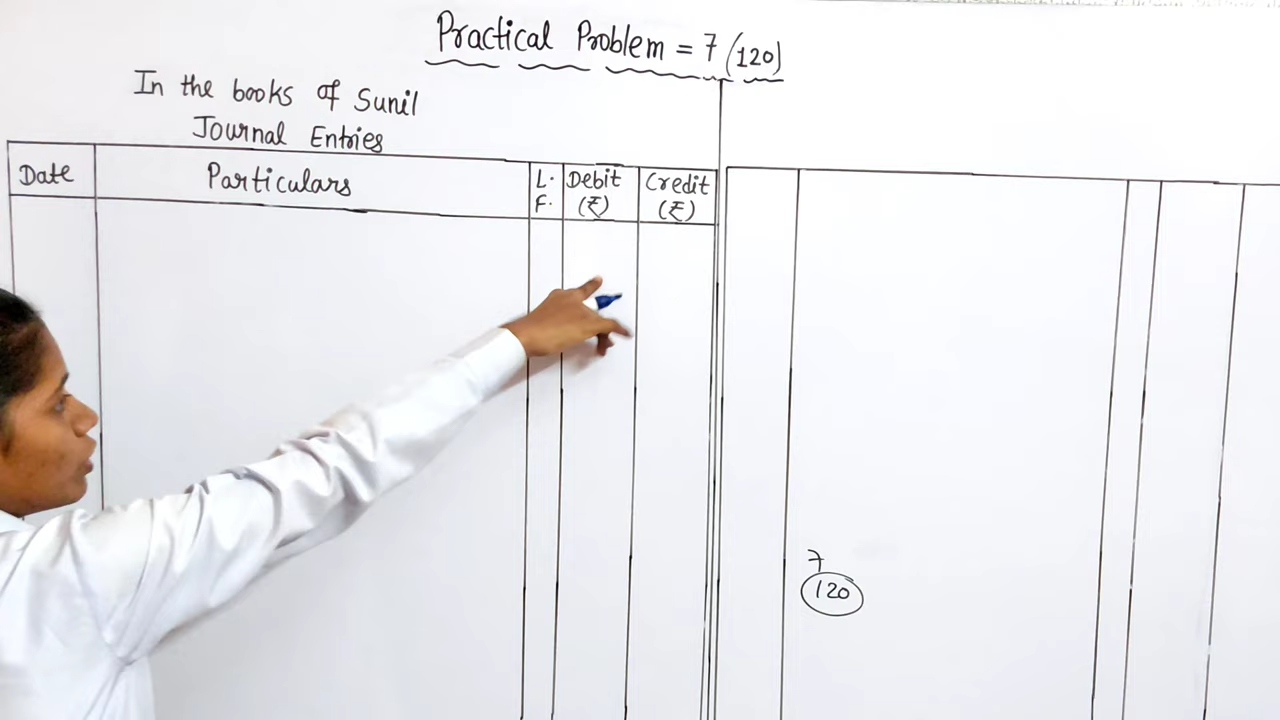 Practical Problem = 7 (120)
In the books of Sunil
Journal Entries
Date Particulars L. F. Debit (₹) Credit (₹)
7
120